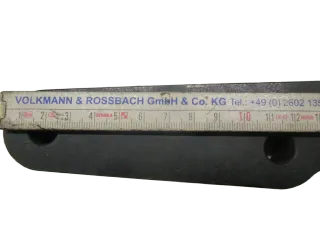 VOLKMANN & ROSSBACH GmbH & Co. KG Tel.: +49 (0) 2602 135
1 2 3 4 5 6 7 8 9 10 11 12